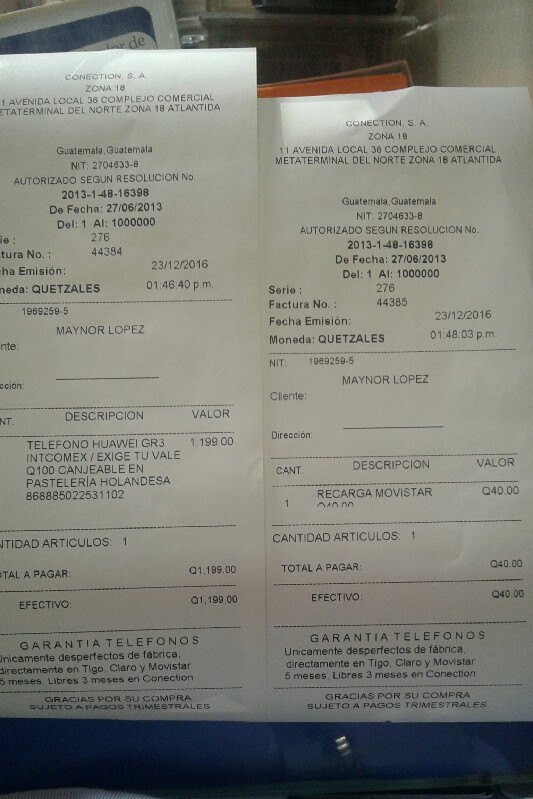 CONECTION, S. A.
ZONA 18
1 AVENIDA LOCAL 36 COMPLEJO COMERCIAL
METATERMINAL DEL NORTE ZONA 18 ATLANTIDA
Guatemala,Guatemala
NIT: 2704633-8
AUTORIZADO SEGUN RESOLUCION No.
2013-1-48-16398
De Fecha: 27/06/2013
Del: 1 Al: 1000000
rie : 276
ctura No. : 44384
cha Emisión: 23/12/2016
oneda: QUETZALES 01:46:40 p.m.
1969259-5
MAYNOR LOPEZ
nte:
cción:
NT. DESCRIPCION VALOR
TELEFONO HUAWEI GR3 1,199.00
INTCOMEX / EXIGE TU VALE
Q100 CANJEABLE EN
PASTELERÍA HOLANDESA
868885022531102
NTIDAD ARTICULOS: 1
OTAL A PAGAR: Q1,199.00
EFECTIVO: Q1,199.00
GARANTIA TELEFONOS
Unicamente desperfectos de fábrica,
directamente en Tigo, Claro y Movistar
6 meses, Libres 3 meses en Conection
GRACIAS POR SU COMPRA
SUJETO A PAGOS TRIMESTRALES
CONECTION, S. A.
ZONA 18
11 AVENIDA LOCAL 36 COMPLEJO COMERCIAL
METATERMINAL DEL NORTE ZONA 18 ATLANTIDA
Guatemala,Guatemala
NIT: 2704633-8
AUTORIZADO SEGUN RESOLUCION No.
2013-1-48-16398
De Fecha: 27/06/2013
Del: 1 Al: 1000000
Serie : 276
Factura No. : 44385
Fecha Emisión: 23/12/2016
Moneda: QUETZALES 01:48:03 p.m.
NIT: 1969259-5
MAYNOR LOPEZ
Cliente:
Dirección:
CANT. DESCRIPCION VALOR
1 RECARGA MOVISTAR Q40.00
CANTIDAD ARTICULOS: 1
TOTAL A PAGAR: Q40.00
EFECTIVO: Q40.00
GARANTIA TELEFONOS
Unicamente desperfectos de fábrica,
directamente en Tigo, Claro y Movistar
6 meses, Libres 3 meses en Conection
GRACIAS POR SU COMPRA
SUJETO A PAGOS TRIMESTRALES